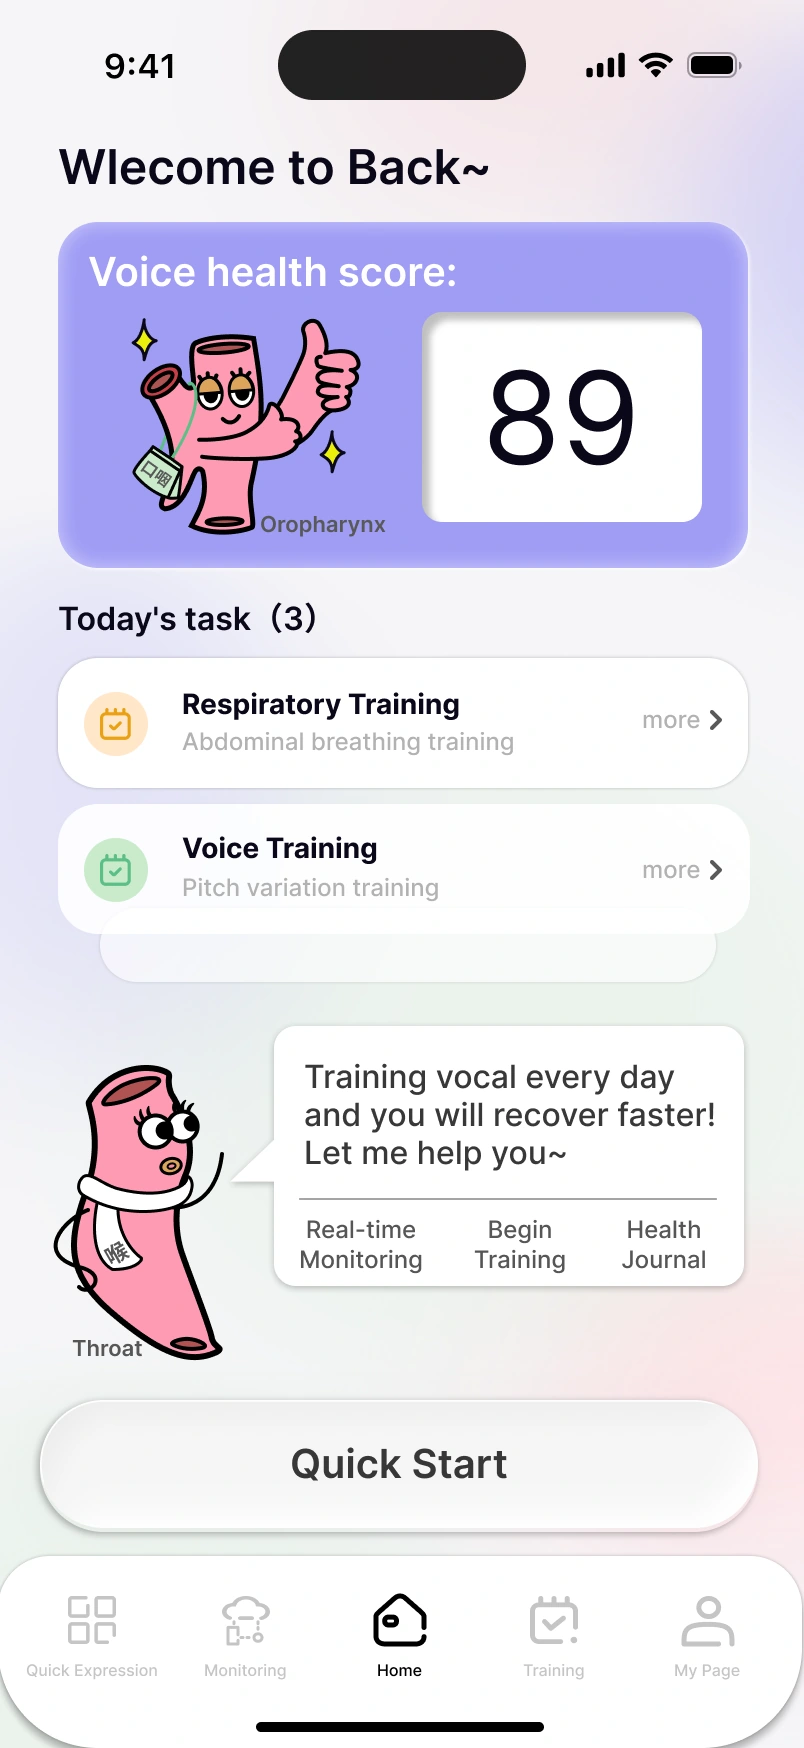 9:41
Wlecome to Back~
Voice health score:
89
口咽
Oropharynx
Today's task（3）
Respiratory Training
Abdominal breathing training
more
Voice Training
Pitch variation training
more
Training vocal every day
and you will recover faster!
Let me help you~
Real-time
Monitoring
Begin
Training
Health
Journal
喉
Throat
Quick Start
Quick Expression
Monitoring
Home
Training
My Page